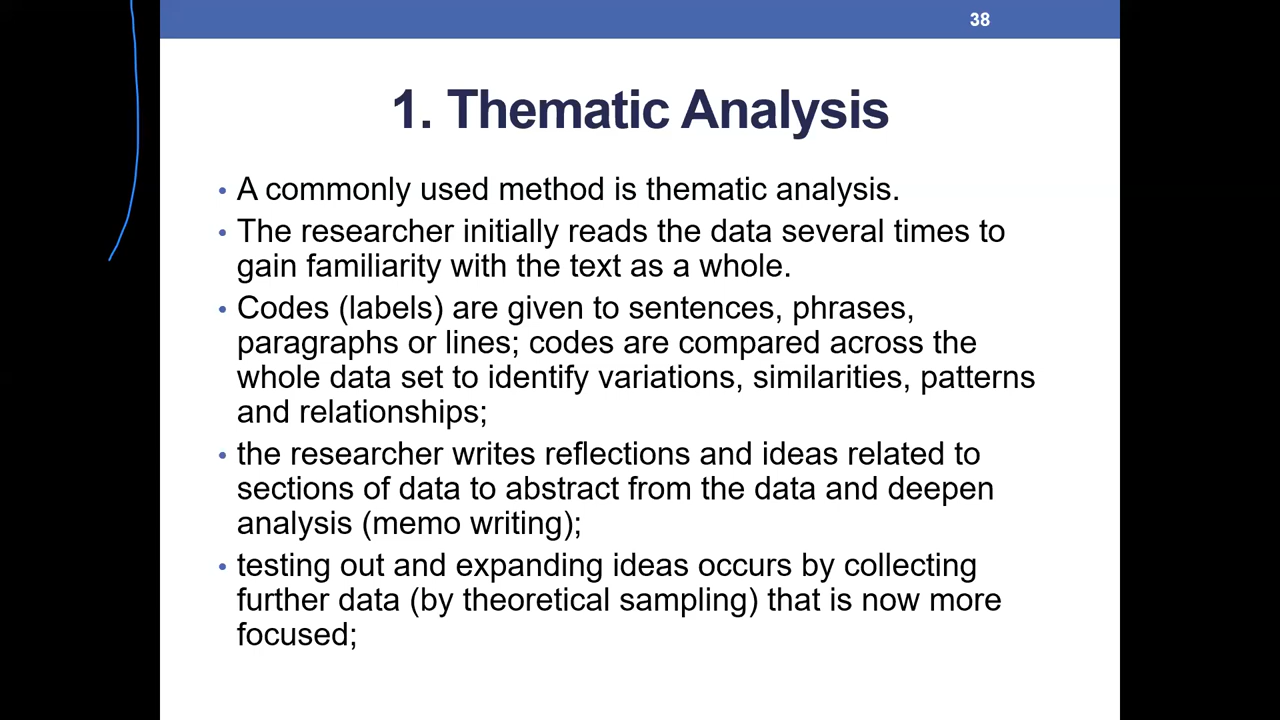 38
1. Thematic Analysis
• A commonly used method is thematic analysis.
• The researcher initially reads the data several times to
gain familiarity with the text as a whole.
• Codes (labels) are given to sentences, phrases,
paragraphs or lines; codes are compared across the
whole data set to identify variations, similarities, patterns
and relationships;
• the researcher writes reflections and ideas related to
sections of data to abstract from the data and deepen
analysis (memo writing);
• testing out and expanding ideas occurs by collecting
further data (by theoretical sampling) that is now more
focused;